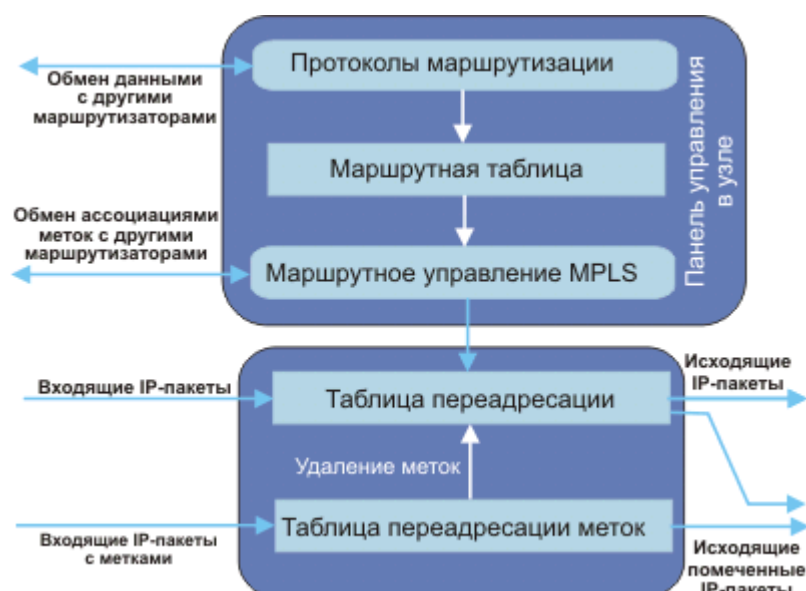 Протоколы маршрутизации
Обмен данными
с другими
маршрутизаторами
Маршрутная таблица
Панель управления
в узле
Обмен ассоциациями
меток с другими
маршрутизаторами
Маршрутное управление MPLS
Входящие IP-пакеты
Таблица переадресации
Исходящие
IP-пакеты
Удаление меток
Таблица переадресации меток
Входящие IP-пакеты
с метками
Исходящие
помеченные
IP-пакеты